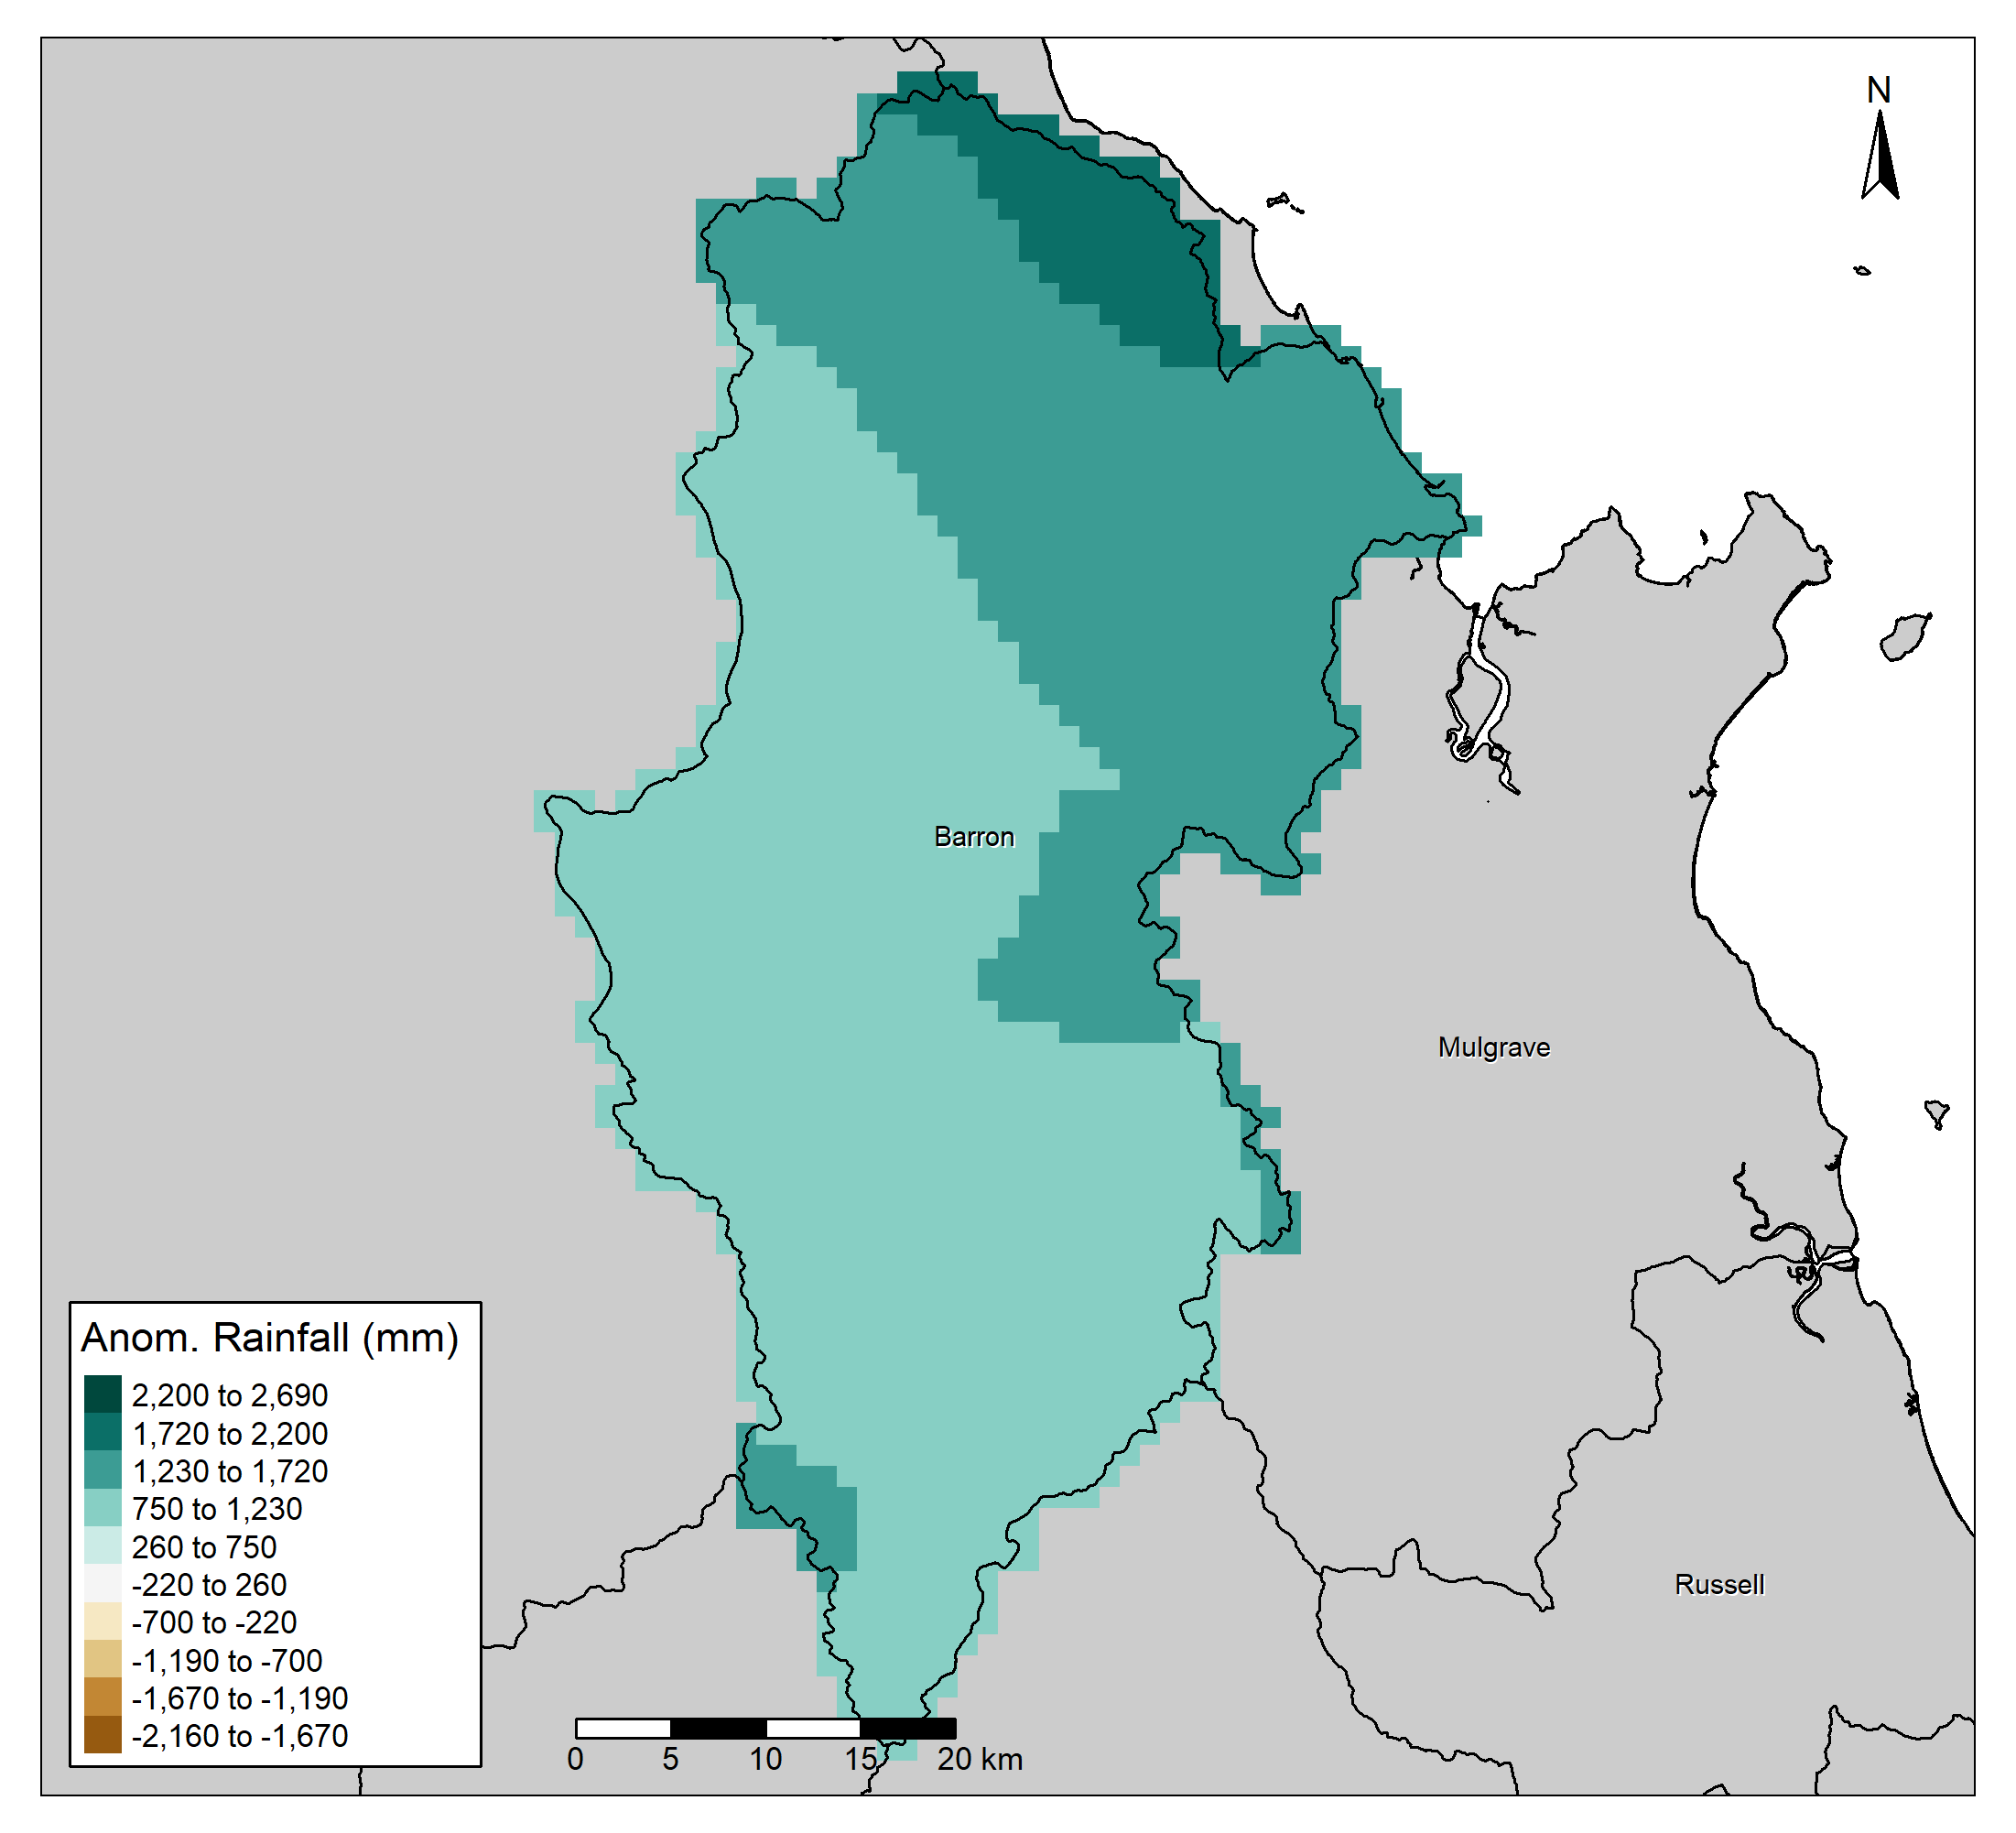 N
Barron
Mulgrave
Anom. Rainfall (mm)
2,200 to 2,690
1,720 to 2,200
1,230 to 1,720
750 to 1,230
260 to 750
-220 to 260
-700 to -220
-1,190 to -700
-1,670 to -1,190
-2,160 to -1,670
Russell
0 5 10 15 20 km